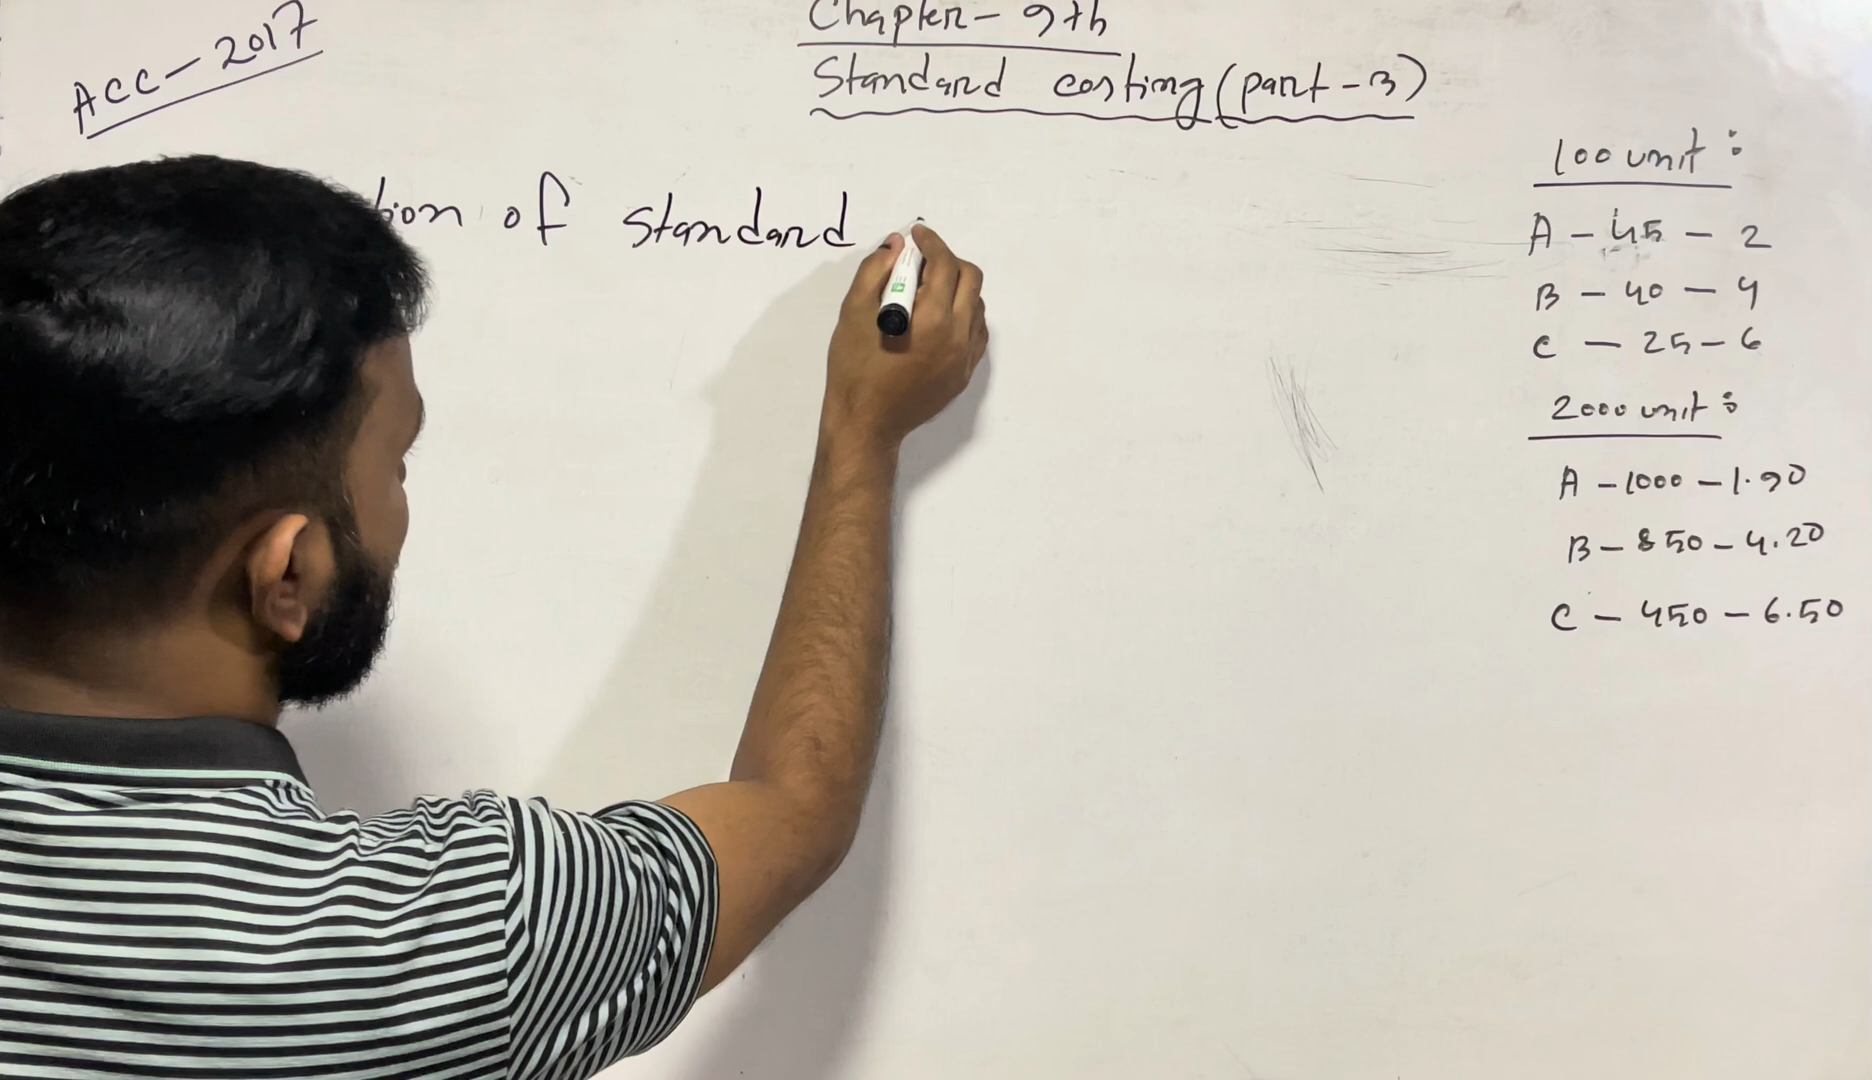 ACC-2017
Chapter-9th
Standard costing (part-3)
tion of standard
100 unit:
A - 45 - 2
B - 40 - 4
C - 25 - 6
2000 unit:
A - 1000 - 1.90
B - 850 - 4.20
C - 450 - 6.50